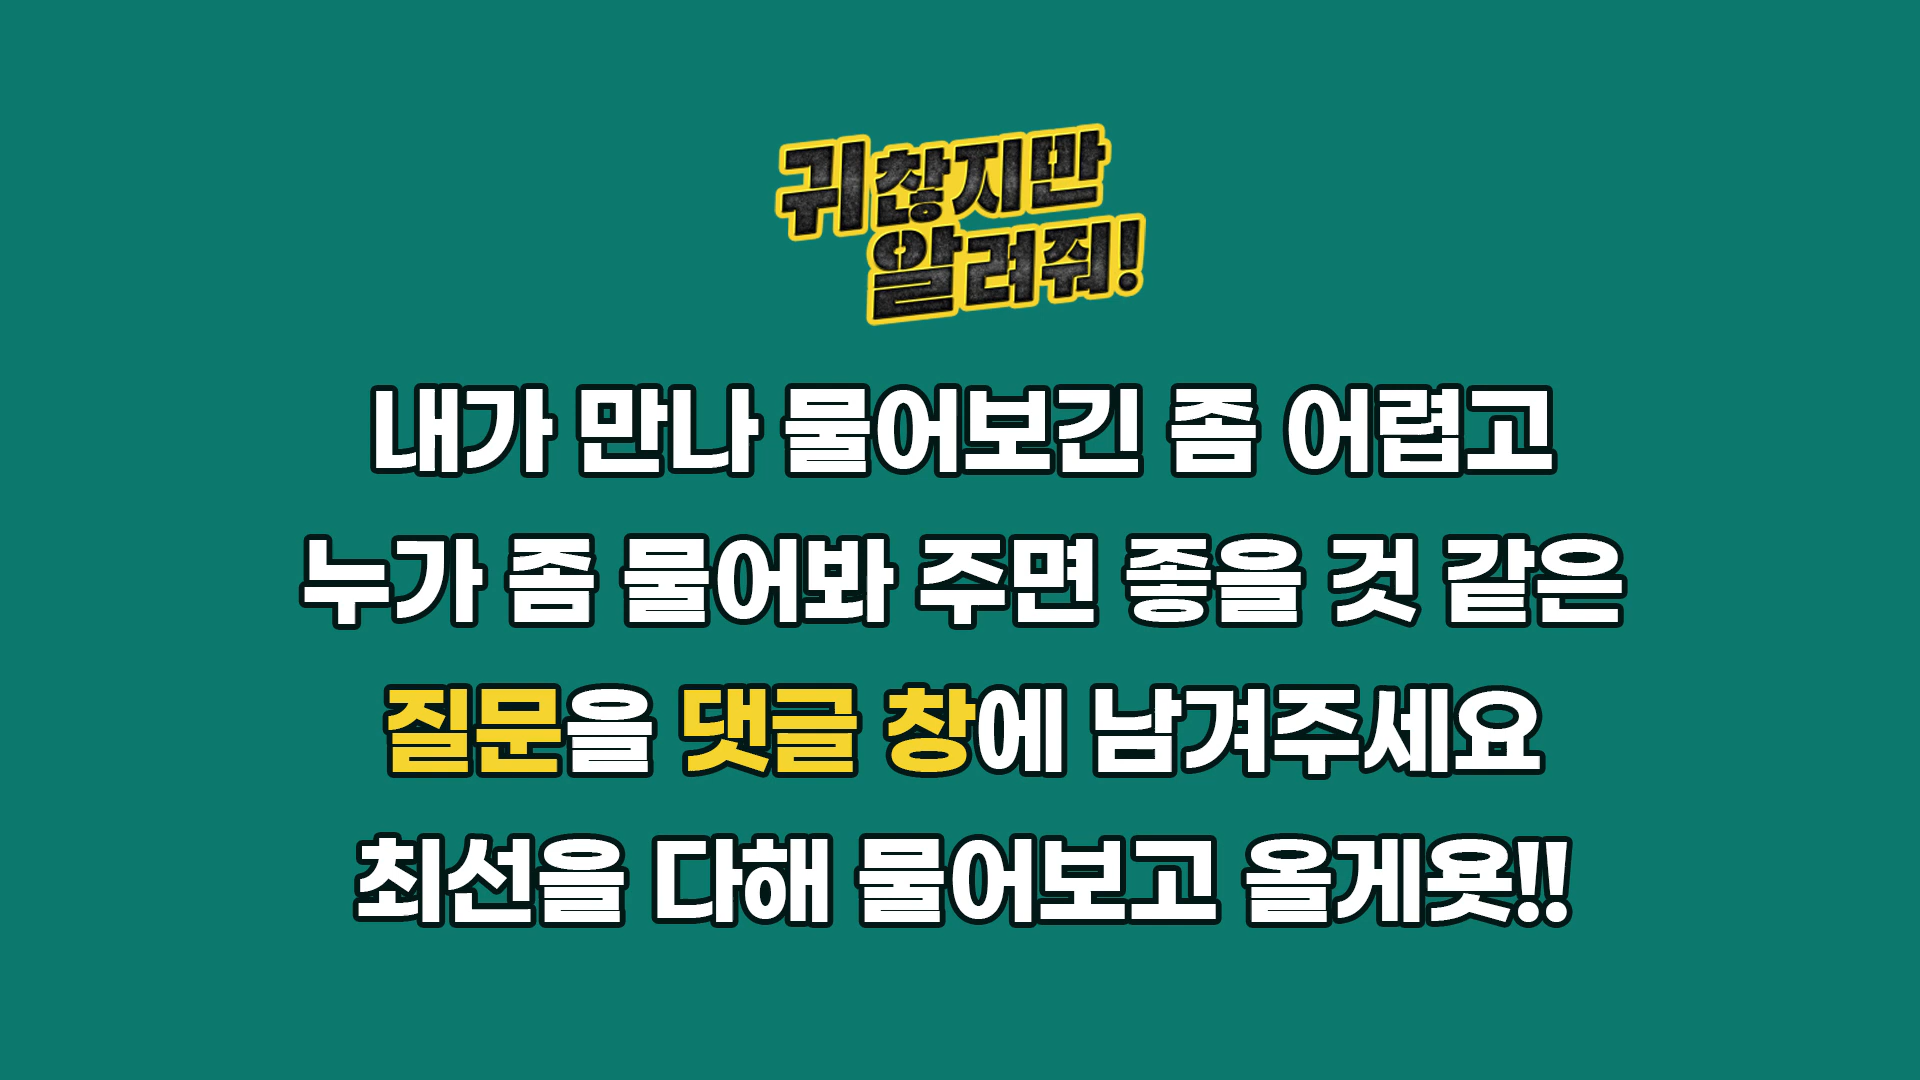 귀찮지만
알려줘!
내가 만나 물어보긴 좀 어렵고
누가 좀 물어봐 주면 좋을 것 같은
질문을 댓글 창에 남겨주세요
최선을 다해 물어보고 올게욧!!